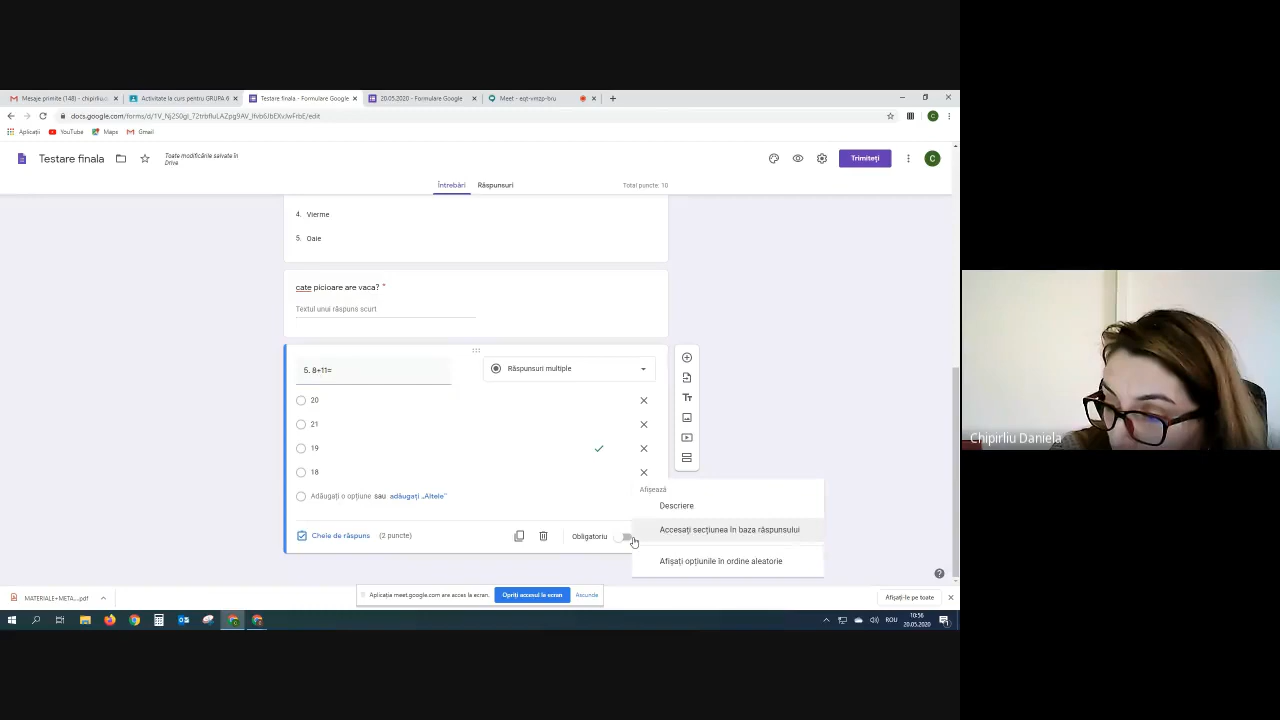 Mesaje primite (148) - chipirliu.
Activitate la curs pentru GRUPA 6
Testare finala - Formulare Google
20.05.2020 - Formulare Google
Meet - eqt-vmzp-bru
Aplicații
YouTube
Maps
Gmail
Testare finala
Toate modificările salvate în
Drive
Trimiteți
C
Întrebări
Răspunsuri
Total puncte: 10
4. Vierme
5. Oaie
cate picioare are vaca? *
Textul unui răspuns scurt
5. 8+11=
Răspunsuri multiple
20
21
19
18
Adăugați o opțiune sau adăugați „Altele"
Afișează
Descriere
Accesați secțiunea în baza răspunsului
Afișați opțiunile în ordine aleatorie
Cheie de răspuns (2 puncte)
Obligatoriu
Aplicația meet.google.com are acces la ecran.
Opriți accesul la ecran
Ascunde
MATERIALE+META....pdf
Afișați-le pe toate
ROU
10:56
20.05.2020
Chipirliu Daniela